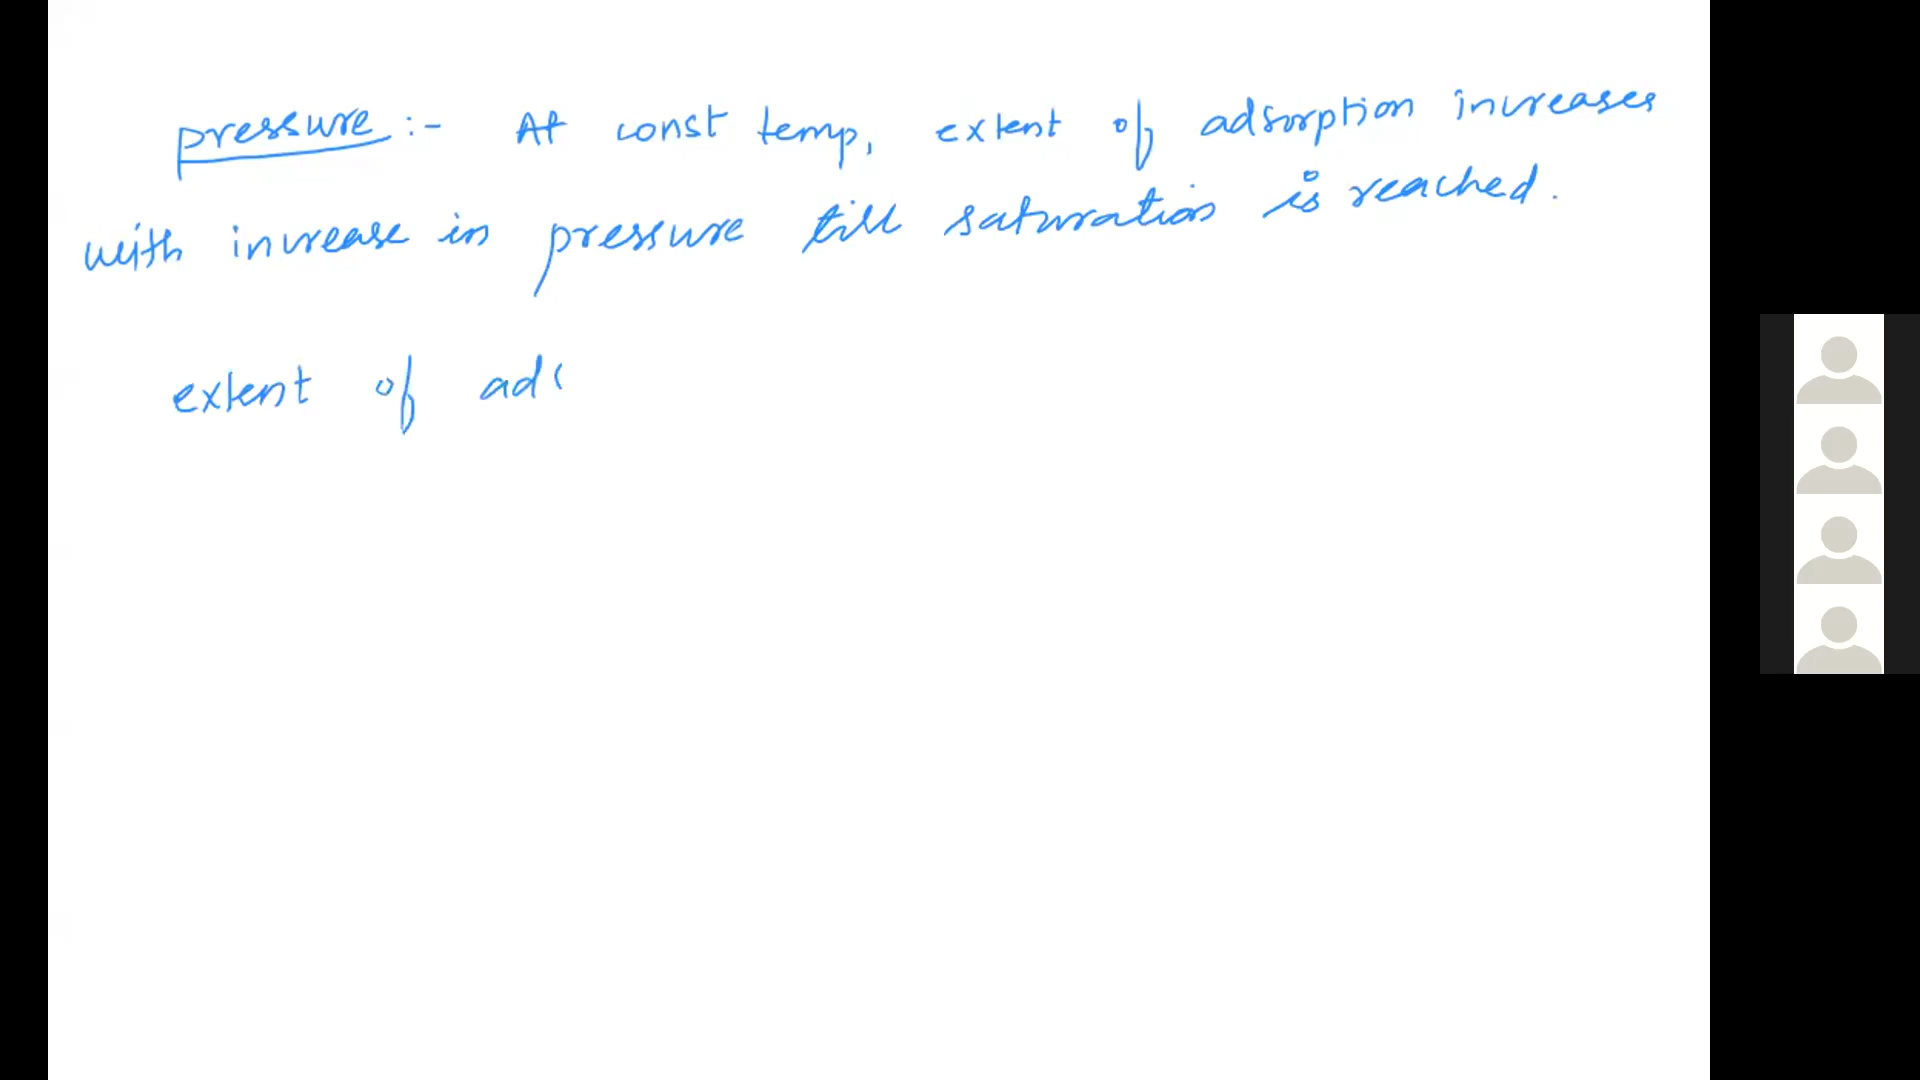 pressure :- At const temp, extent of adsorption increases
with increase in pressure till saturation is reached.
extent of ad